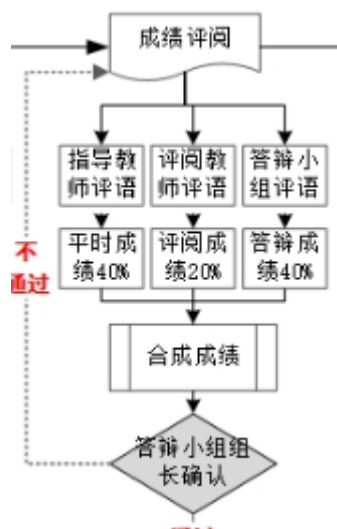 成绩评阅
指导教
师评语
评阅教
师评语
答辩小
组评语
不
通过
平时成
绩40%
评阅成
绩20%
答辩成
绩40%
合成成绩
答辩小组组
长确认